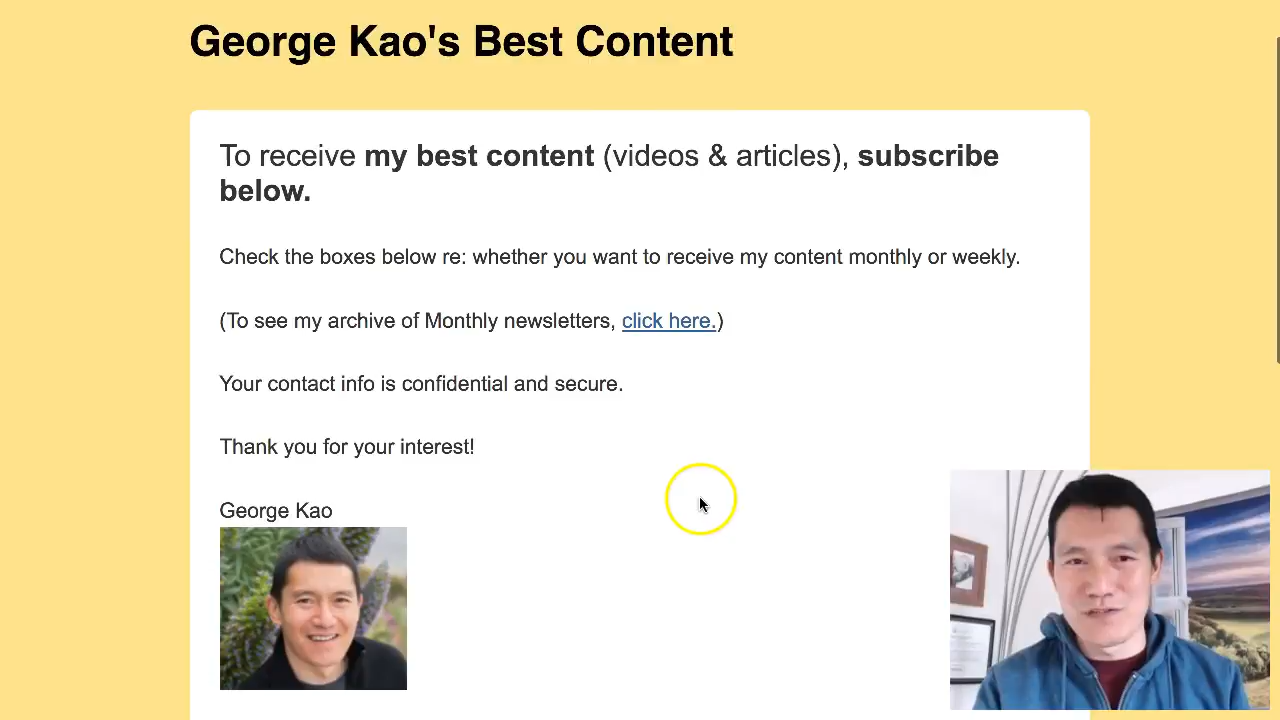 George Kao's Best Content
To receive my best content (videos & articles), subscribe
below.
Check the boxes below re: whether you want to receive my content monthly or weekly.
(To see my archive of Monthly newsletters, click here.)
Your contact info is confidential and secure.
Thank you for your interest!
George Kao